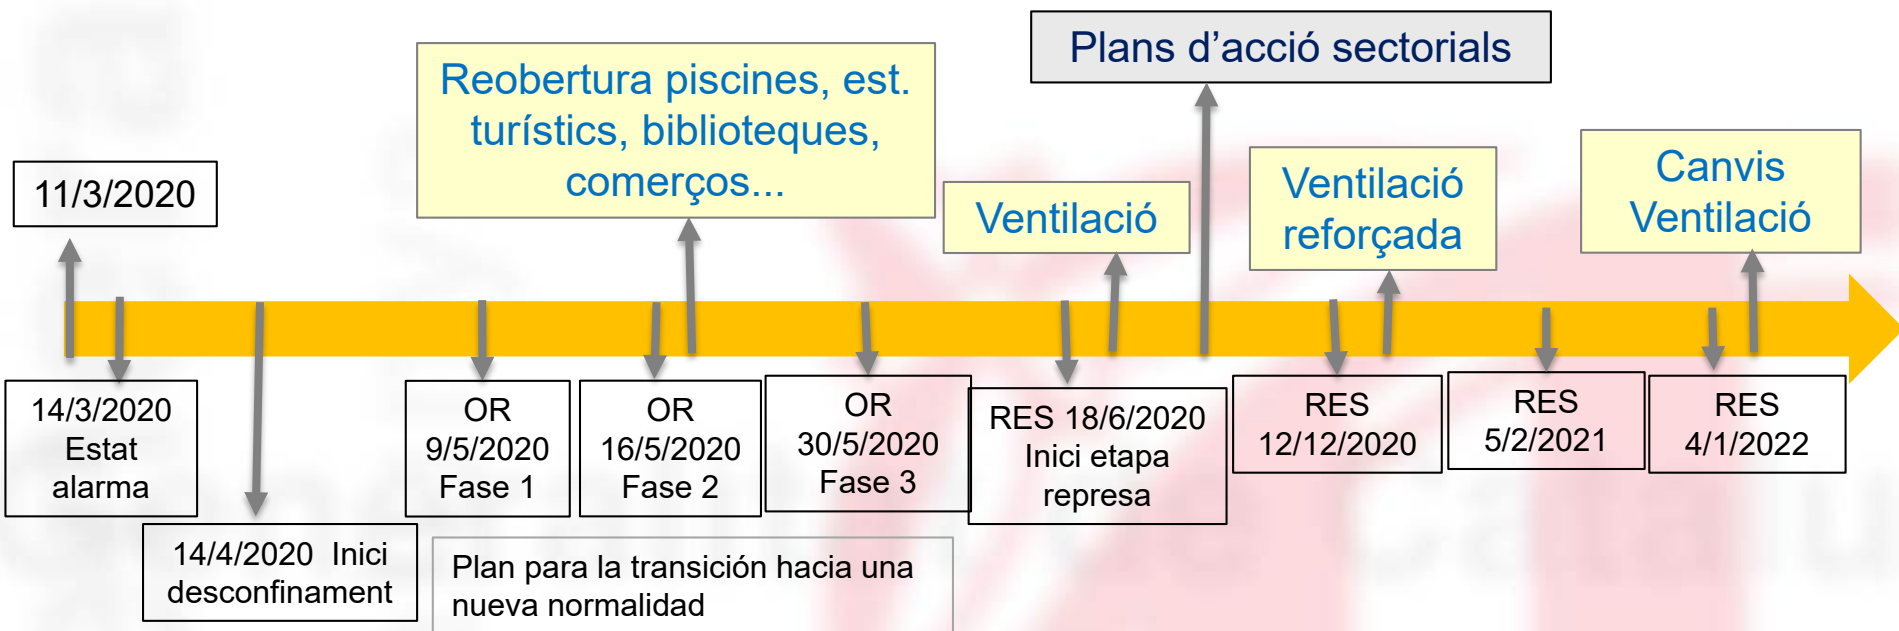 Plans d’acció sectorials
Reobertura piscines, est.
turístics, biblioteques,
comerços...
11/3/2020
Ventilació
Ventilació
reforçada
Canvis
Ventilació
14/3/2020
Estat
alarma
OR
9/5/2020
Fase 1
OR
16/5/2020
Fase 2
OR
30/5/2020
Fase 3
RES 18/6/2020
Inici etapa
represa
RES
12/12/2020
RES
5/2/2021
RES
4/1/2022
14/4/2020 Inici
desconfinament
Plan para la transición hacia una
nueva normalidad